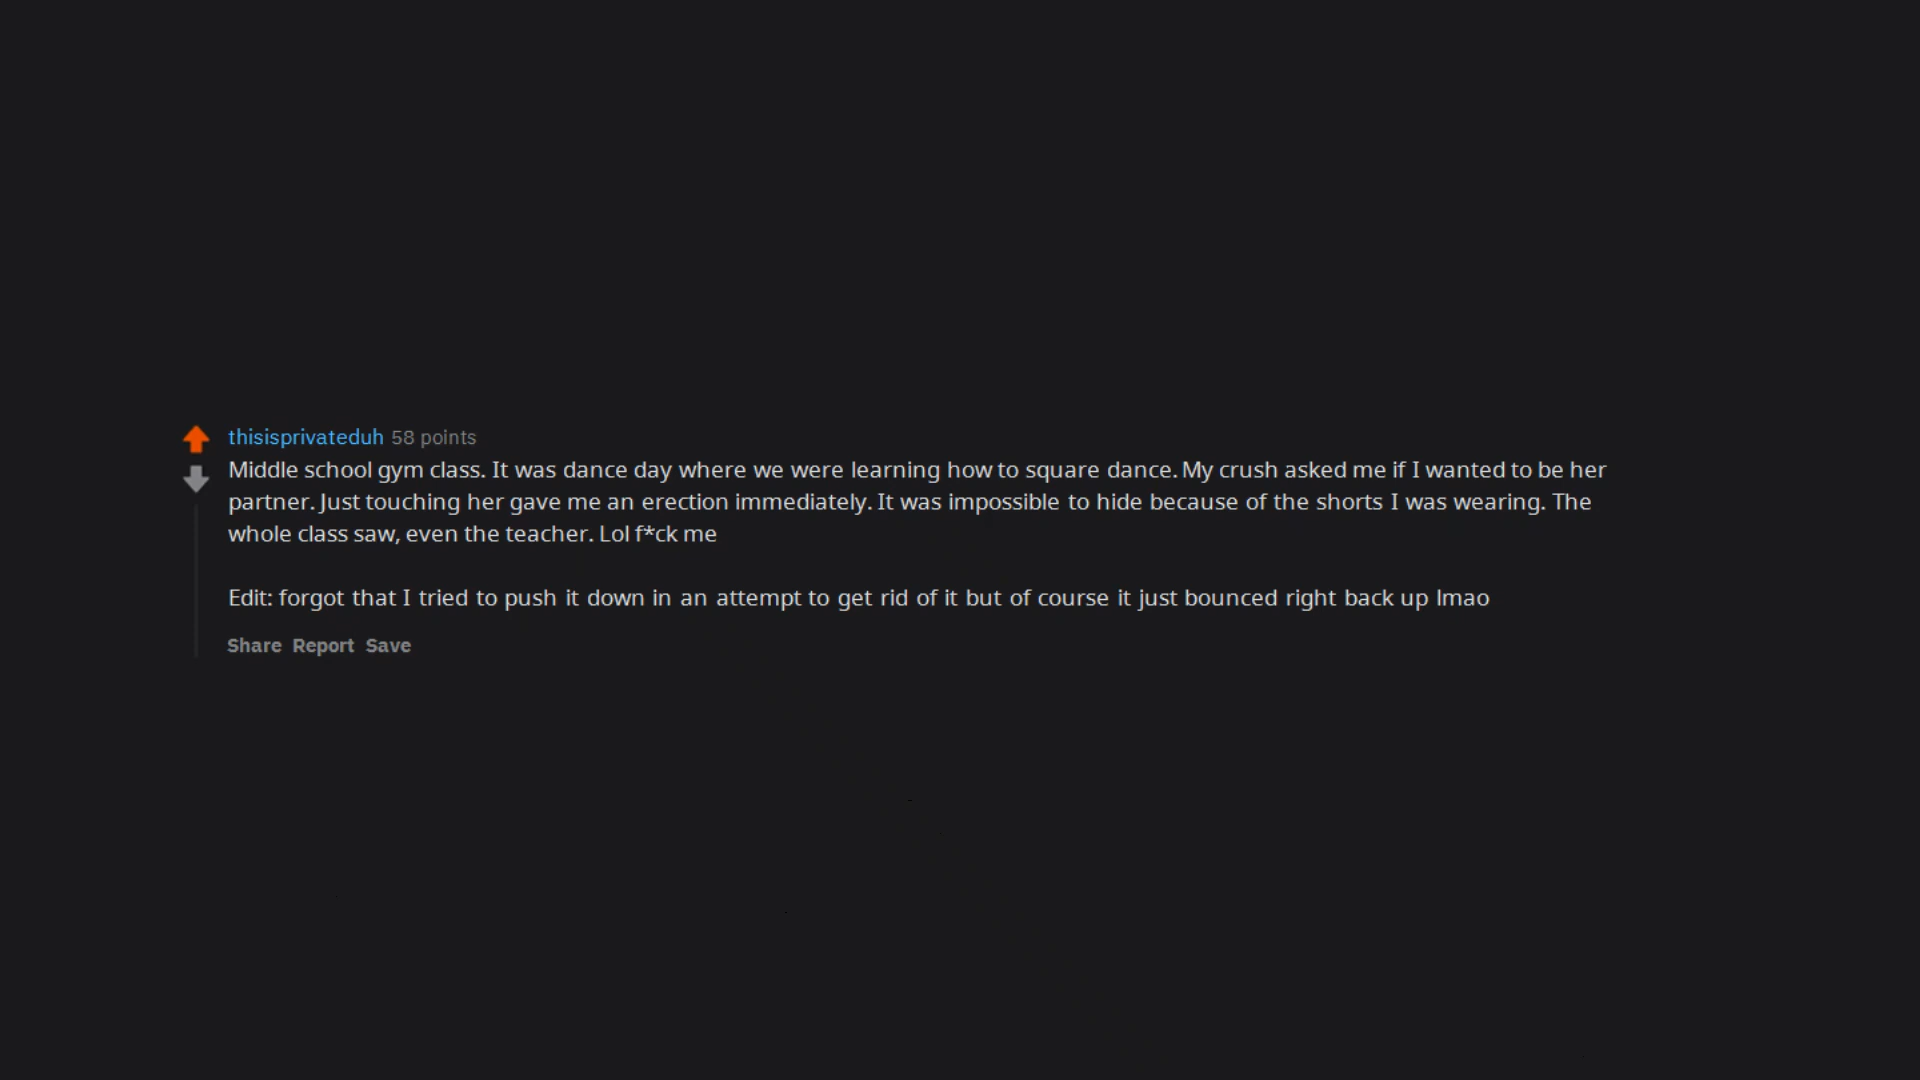 thisisprivateduh 58 points
Middle school gym class. It was dance day where we were learning how to square dance. My crush asked me if I wanted to be her
partner. Just touching her gave me an erection immediately. It was impossible to hide because of the shorts I was wearing. The
whole class saw, even the teacher. Lol f*ck me
Edit: forgot that I tried to push it down in an attempt to get rid of it but of course it just bounced right back up lmao
Share Report Save